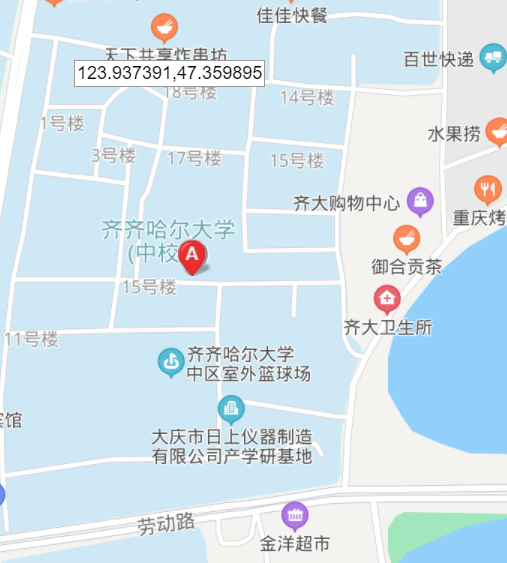 佳佳快餐
天下共享炸串坊
百世快递
123.937391,47.359895
18号楼
14号楼
1号楼
水果捞
3号楼
17号楼
15号楼
齐大购物中心
重庆烤
齐齐哈尔大学
(中校
A
御合贡茶
15号楼
齐大卫生所
11号楼
齐齐哈尔大学
中区室外篮球场
宾馆
大庆市日上仪器制造
有限公司产学研基地
劳动路
金洋超市